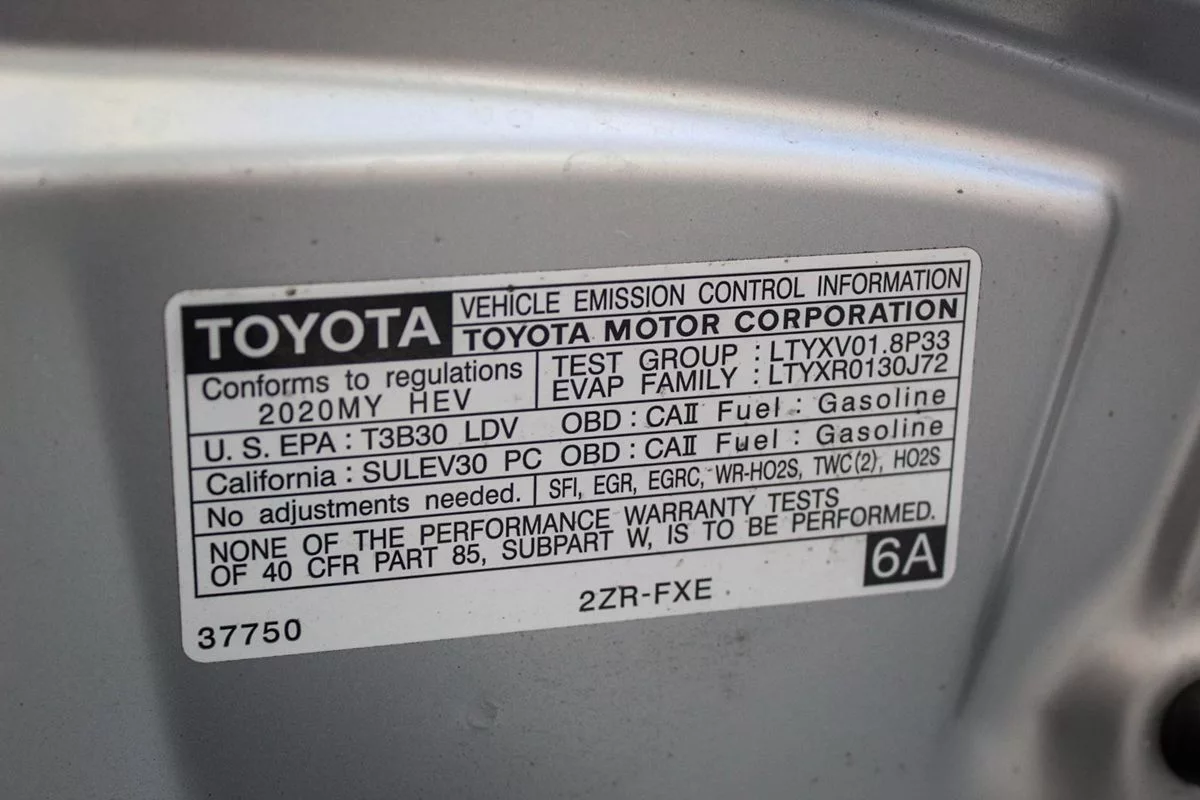 TOYOTA
VEHICLE EMISSION CONTROL INFORMATION
TOYOTA MOTOR CORPORATION
Conforms to regulations
2020MY HEV
TEST GROUP : LTYXV01.8P33
EVAP FAMILY : LTYXR0130J72
U. S. EPA : T3B30 LDV OBD : CAⅡ Fuel : Gasoline
California : SULEV30 PC OBD : CAⅡ Fuel : Gasoline
No adjustments needed.
SFI, EGR, EGRC, WR-HO2S, TWC(2), HO2S
NONE OF THE PERFORMANCE WARRANTY TESTS
OF 40 CFR PART 85, SUBPART W, IS TO BE PERFORMED.
6A
2ZR-FXE
37750